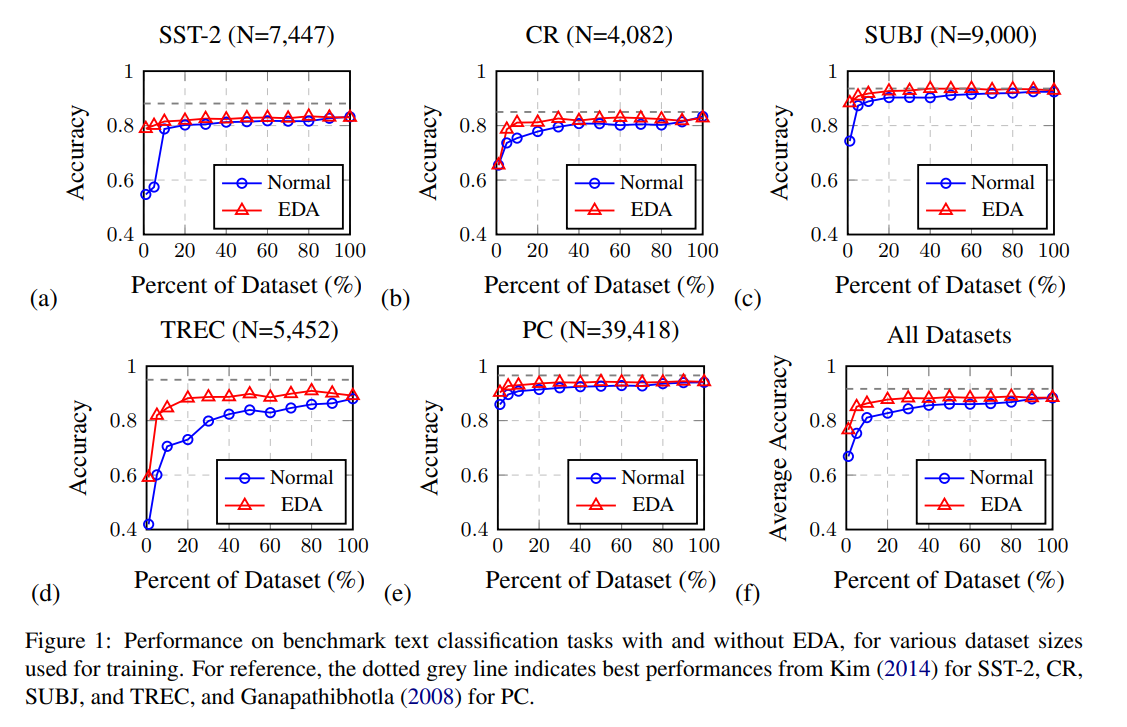 SST-2 (N=7,447)
1
0.8
0.6
0.4
Accuracy
Normal
EDA
0 20 40 60 80 100
Percent of Dataset (%)
(a)
CR (N=4,082)
1
0.8
0.6
0.4
Accuracy
Normal
EDA
0 20 40 60 80 100
Percent of Dataset (%)
(b)
SUBJ (N=9,000)
1
0.8
0.6
0.4
Accuracy
Normal
EDA
0 20 40 60 80 100
Percent of Dataset (%)
(c)
TREC (N=5,452)
1
0.8
0.6
0.4
Accuracy
Normal
EDA
0 20 40 60 80 100
Percent of Dataset (%)
(d)
PC (N=39,418)
1
0.8
0.6
0.4
Accuracy
Normal
EDA
0 20 40 60 80 100
Percent of Dataset (%)
(e)
All Datasets
1
0.8
0.6
0.4
Average Accuracy
Normal
EDA
0 20 40 60 80 100
Percent of Dataset (%)
(f)
Figure 1: Performance on benchmark text classification tasks with and without EDA, for various dataset sizes
used for training. For reference, the dotted grey line indicates best performances from Kim (2014) for SST-2, CR,
SUBJ, and TREC, and Ganapathibhotla (2008) for PC.